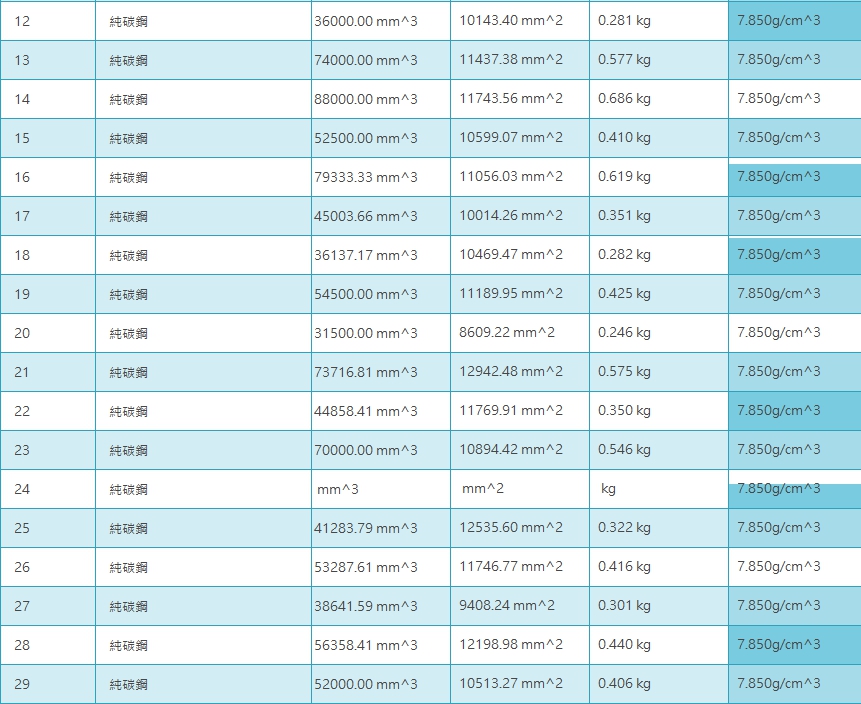 12 純碳鋼 36000.00 mm^3 10143.40 mm^2 0.281 kg 7.850g/cm^3
13 純碳鋼 74000.00 mm^3 11437.38 mm^2 0.577 kg 7.850g/cm^3
14 純碳鋼 88000.00 mm^3 11743.56 mm^2 0.686 kg 7.850g/cm^3
15 純碳鋼 52500.00 mm^3 10599.07 mm^2 0.410 kg 7.850g/cm^3
16 純碳鋼 79333.33 mm^3 11056.03 mm^2 0.619 kg 7.850g/cm^3
17 純碳鋼 45003.66 mm^3 10014.26 mm^2 0.351 kg 7.850g/cm^3
18 純碳鋼 36137.17 mm^3 10469.47 mm^2 0.282 kg 7.850g/cm^3
19 純碳鋼 54500.00 mm^3 11189.95 mm^2 0.425 kg 7.850g/cm^3
20 純碳鋼 31500.00 mm^3 8609.22 mm^2 0.246 kg 7.850g/cm^3
21 純碳鋼 73716.81 mm^3 12942.48 mm^2 0.575 kg 7.850g/cm^3
22 純碳鋼 44858.41 mm^3 11769.91 mm^2 0.350 kg 7.850g/cm^3
23 純碳鋼 70000.00 mm^3 10894.42 mm^2 0.546 kg 7.850g/cm^3
24 純碳鋼 mm^3 mm^2 kg 7.850g/cm^3
25 純碳鋼 41283.79 mm^3 12535.60 mm^2 0.322 kg 7.850g/cm^3
26 純碳鋼 53287.61 mm^3 11746.77 mm^2 0.416 kg 7.850g/cm^3
27 純碳鋼 38641.59 mm^3 9408.24 mm^2 0.301 kg 7.850g/cm^3
28 純碳鋼 56358.41 mm^3 12198.98 mm^2 0.440 kg 7.850g/cm^3
29 純碳鋼 52000.00 mm^3 10513.27 mm^2 0.406 kg 7.850g/cm^3